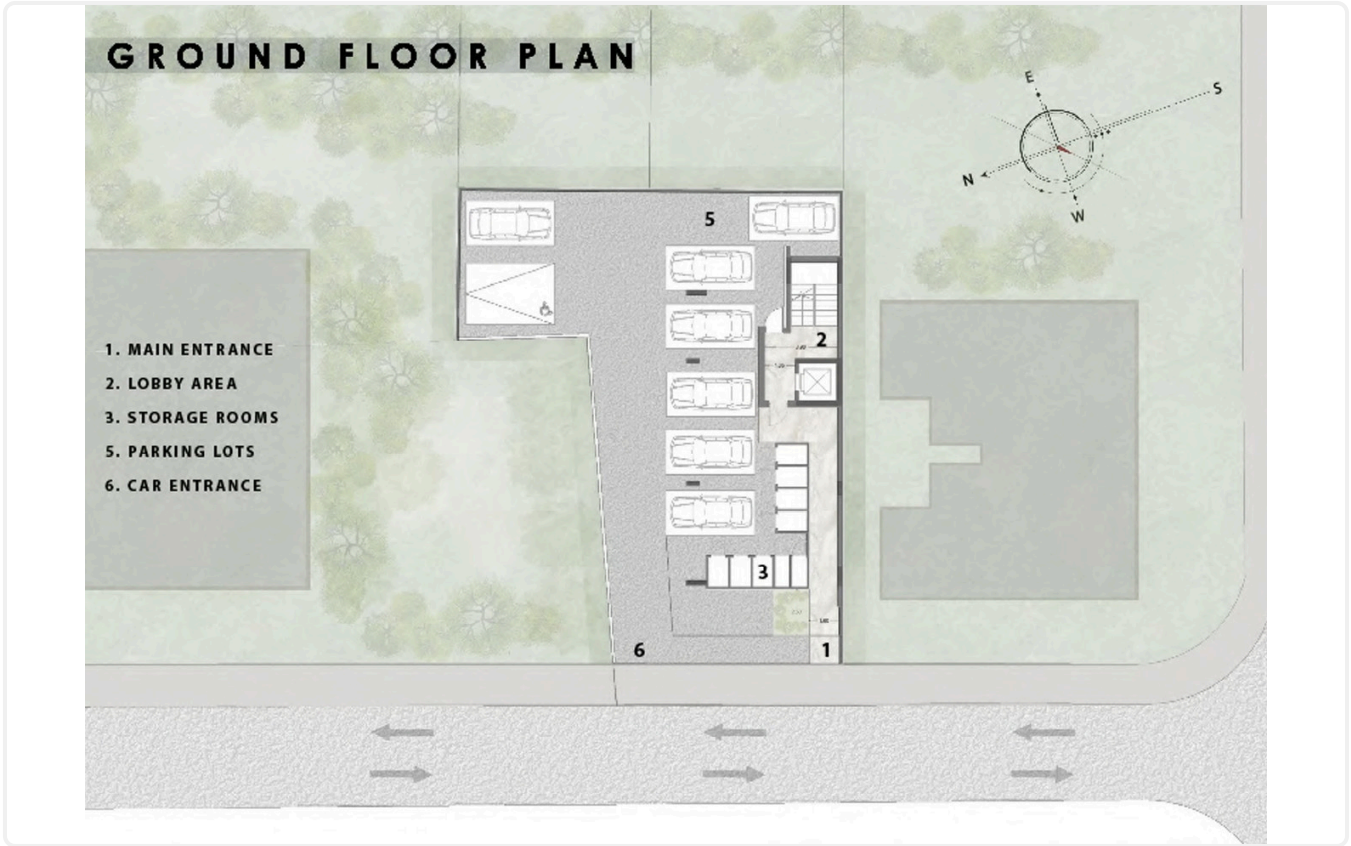 GROUND FLOOR PLAN
E
S
N
W
5
1. MAIN ENTRANCE
2. LOBBY AREA
3. STORAGE ROOMS
5. PARKING LOTS
6. CAR ENTRANCE
2
3
6
1